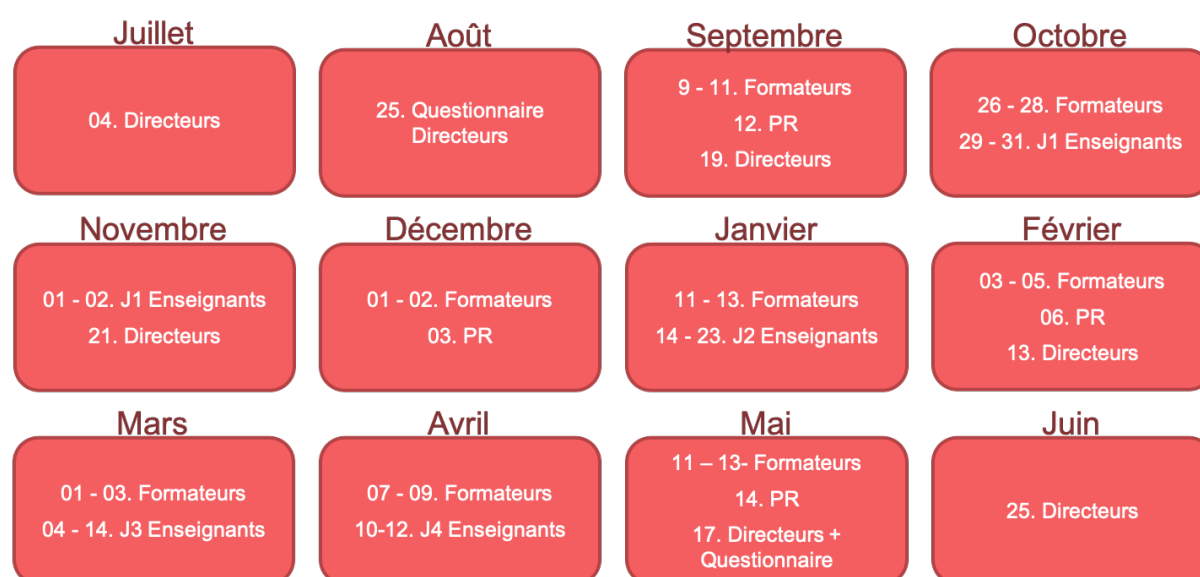 Juillet
04. Directeurs
Août
25. Questionnaire
Directeurs
Septembre
9 - 11. Formateurs
12. PR
19. Directeurs
Octobre
26 - 28. Formateurs
29 - 31. J1 Enseignants
Novembre
01 - 02. J1 Enseignants
21. Directeurs
Décembre
01 - 02. Formateurs
03. PR
Janvier
11 - 13. Formateurs
14 - 23. J2 Enseignants
Février
03 - 05. Formateurs
06. PR
13. Directeurs
Mars
01 - 03. Formateurs
04 - 14. J3 Enseignants
Avril
07 - 09. Formateurs
10-12. J4 Enseignants
Mai
11 – 13- Formateurs
14. PR
17. Directeurs +
Questionnaire
Juin
25. Directeurs